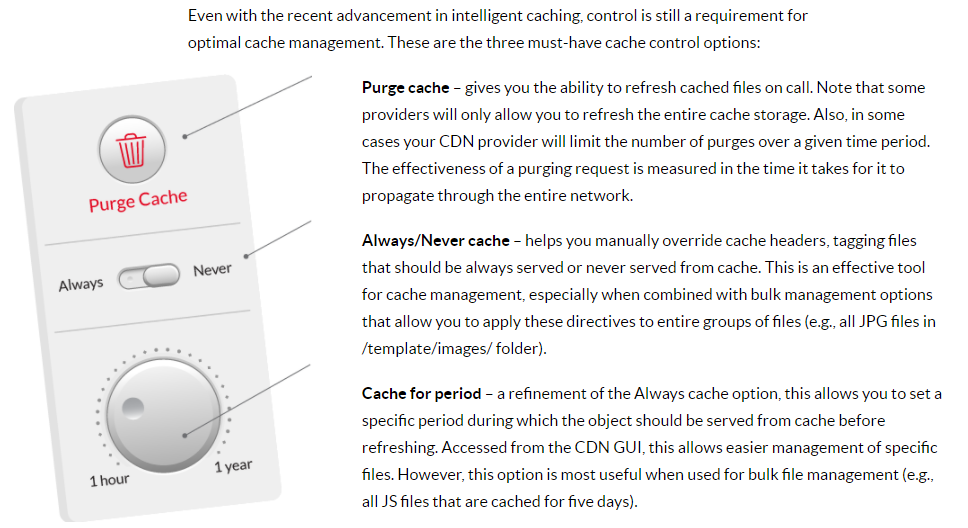 Even with the recent advancement in intelligent caching, control is still a requirement for
optimal cache management. These are the three must-have cache control options:
Purge Cache
Always
Never
1 hour
1 year
Purge cache – gives you the ability to refresh cached files on call. Note that some
providers will only allow you to refresh the entire cache storage. Also, in some
cases your CDN provider will limit the number of purges over a given time period.
The effectiveness of a purging request is measured in the time it takes for it to
propagate through the entire network.
Always/Never cache – helps you manually override cache headers, tagging files
that should be always served or never served from cache. This is an effective tool
for cache management, especially when combined with bulk management options
that allow you to apply these directives to entire groups of files (e.g., all JPG files in
/template/images/ folder).
Cache for period – a refinement of the Always cache option, this allows you to set a
specific period during which the object should be served from cache before
refreshing. Accessed from the CDN GUI, this allows easier management of specific
files. However, this option is most useful when used for bulk file management (e.g.,
all JS files that are cached for five days).